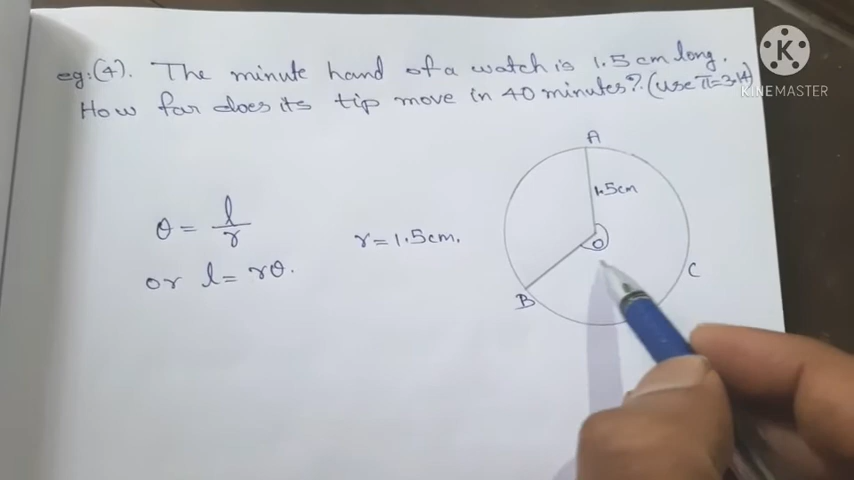 eg:(4). The minute hand of a watch is 1.5 cm long.
How far does its tip move in 40 minutes? (use π=3.14)
KINEMASTER
A
1.5cm
θ = l/r
r=1.5cm.
O
or l= rθ.
C
B